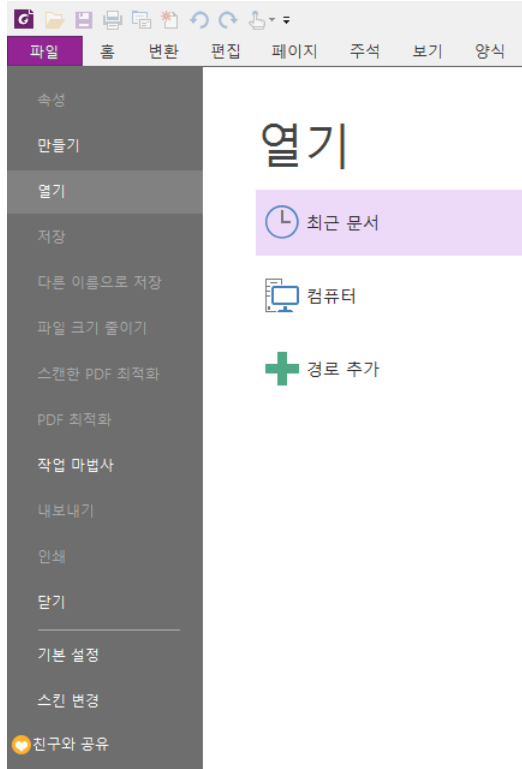 파일 홈 변환 편집 페이지 주석 보기 양식
속성
만들기
열기
저장
다른 이름으로 저장
파일 크기 줄이기
스캔한 PDF 최적화
PDF 최적화
작업 마법사
내보내기
인쇄
닫기
기본 설정
스킨 변경
친구와 공유
열기
최근 문서
컴퓨터
경로 추가